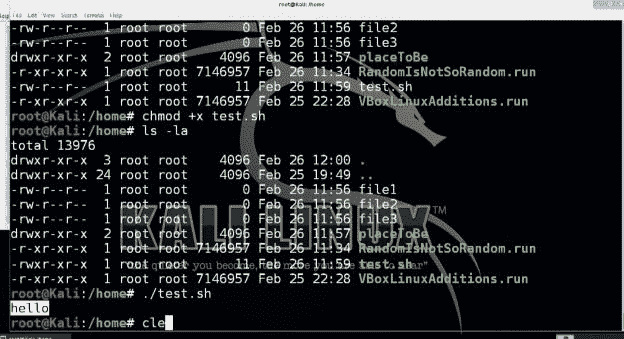 root@Kali: /home
File Edit View Search Terminal Help
-rw-r--r-- 1 root root 0 Feb 26 11:56 file2
-rw-r--r-- 1 root root 0 Feb 26 11:56 file3
drwxr-xr-x 2 root root 4096 Feb 26 11:57 placeToBe
-r-xr-xr-x 1 root root 7146957 Feb 26 11:34 RandomIsNotSoRandom.run
-rw-r--r-- 1 root root 11 Feb 26 11:59 test.sh
-r-xr-xr-x 1 root root 7146957 Feb 25 22:28 VBoxLinuxAdditions.run
root@Kali:/home# chmod +x test.sh
root@Kali:/home# ls -la
total 13976
drwxr-xr-x 3 root root 4096 Feb 26 12:00 .
drwxr-xr-x 24 root root 4096 Feb 25 19:49 ..
-rw-r--r-- 1 root root 0 Feb 26 11:56 file1
-rw-r--r-- 1 root root 0 Feb 26 11:56 file2
-rw-r--r-- 1 root root 0 Feb 26 11:56 file3
drwxr-xr-x 2 root root 4096 Feb 26 11:57 placeToBe
-r-xr-xr-x 1 root root 7146957 Feb 26 11:34 RandomIsNotSoRandom.run
-rwxr-xr-x 1 root root 11 Feb 26 11:59 test.sh
-r-xr-xr-x 1 root root 7146957 Feb 25 22:28 VBoxLinuxAdditions.run
root@Kali:/home# ./test.sh
hello
root@Kali:/home# cle
KALI LINUX™